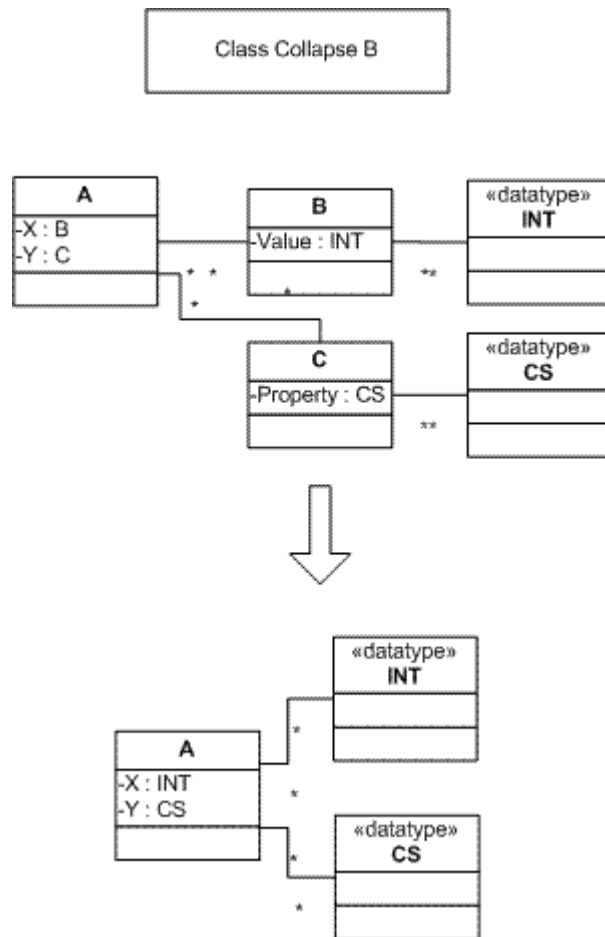 Class Collapse B
A
-X : B
-Y : C
B
-Value : INT
«datatype»
INT
* *
*
*
**
C
-Property : CS
«datatype»
CS
**
«datatype»
INT
*
A
-X : INT
-Y : CS
*
«datatype»
CS
*
*